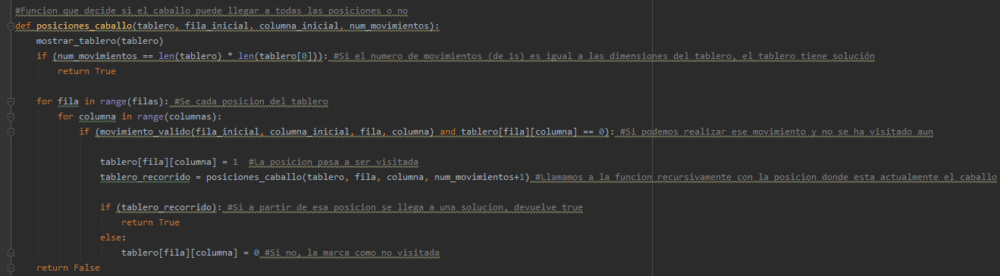 #Funcion que decide si el caballo puede llegar a todas las posiciones o no
def posiciones_caballo(tablero, fila_inicial, columna_inicial, num_movimientos):
mostrar_tablero(tablero)
if (num_movimientos == len(tablero) * len(tablero[0])): #Si el numero de movimientos (de 1s) es igual a las dimensiones del tablero, el tablero tiene solución
return True
for fila in range(filas): #Se cada posicion del tablero
for columna in range(columnas):
if (movimiento_valido(fila_inicial, columna_inicial, fila, columna) and tablero[fila][columna] == 0): #Si podemos realizar ese movimiento y no se ha visitado aun
tablero[fila][columna] = 1 #La posicion pasa a ser visitada
tablero_recorrido = posiciones_caballo(tablero, fila, columna, num_movimientos+1) #Llamamos a la funcion recursivamente con la posicion donde esta actualmente el caballo
if (tablero_recorrido): #Si a partir de esa posicion se llega a una solucion, devuelve true
return True
else:
tablero[fila][columna] = 0 #Si no, la marca como no visitada
return False